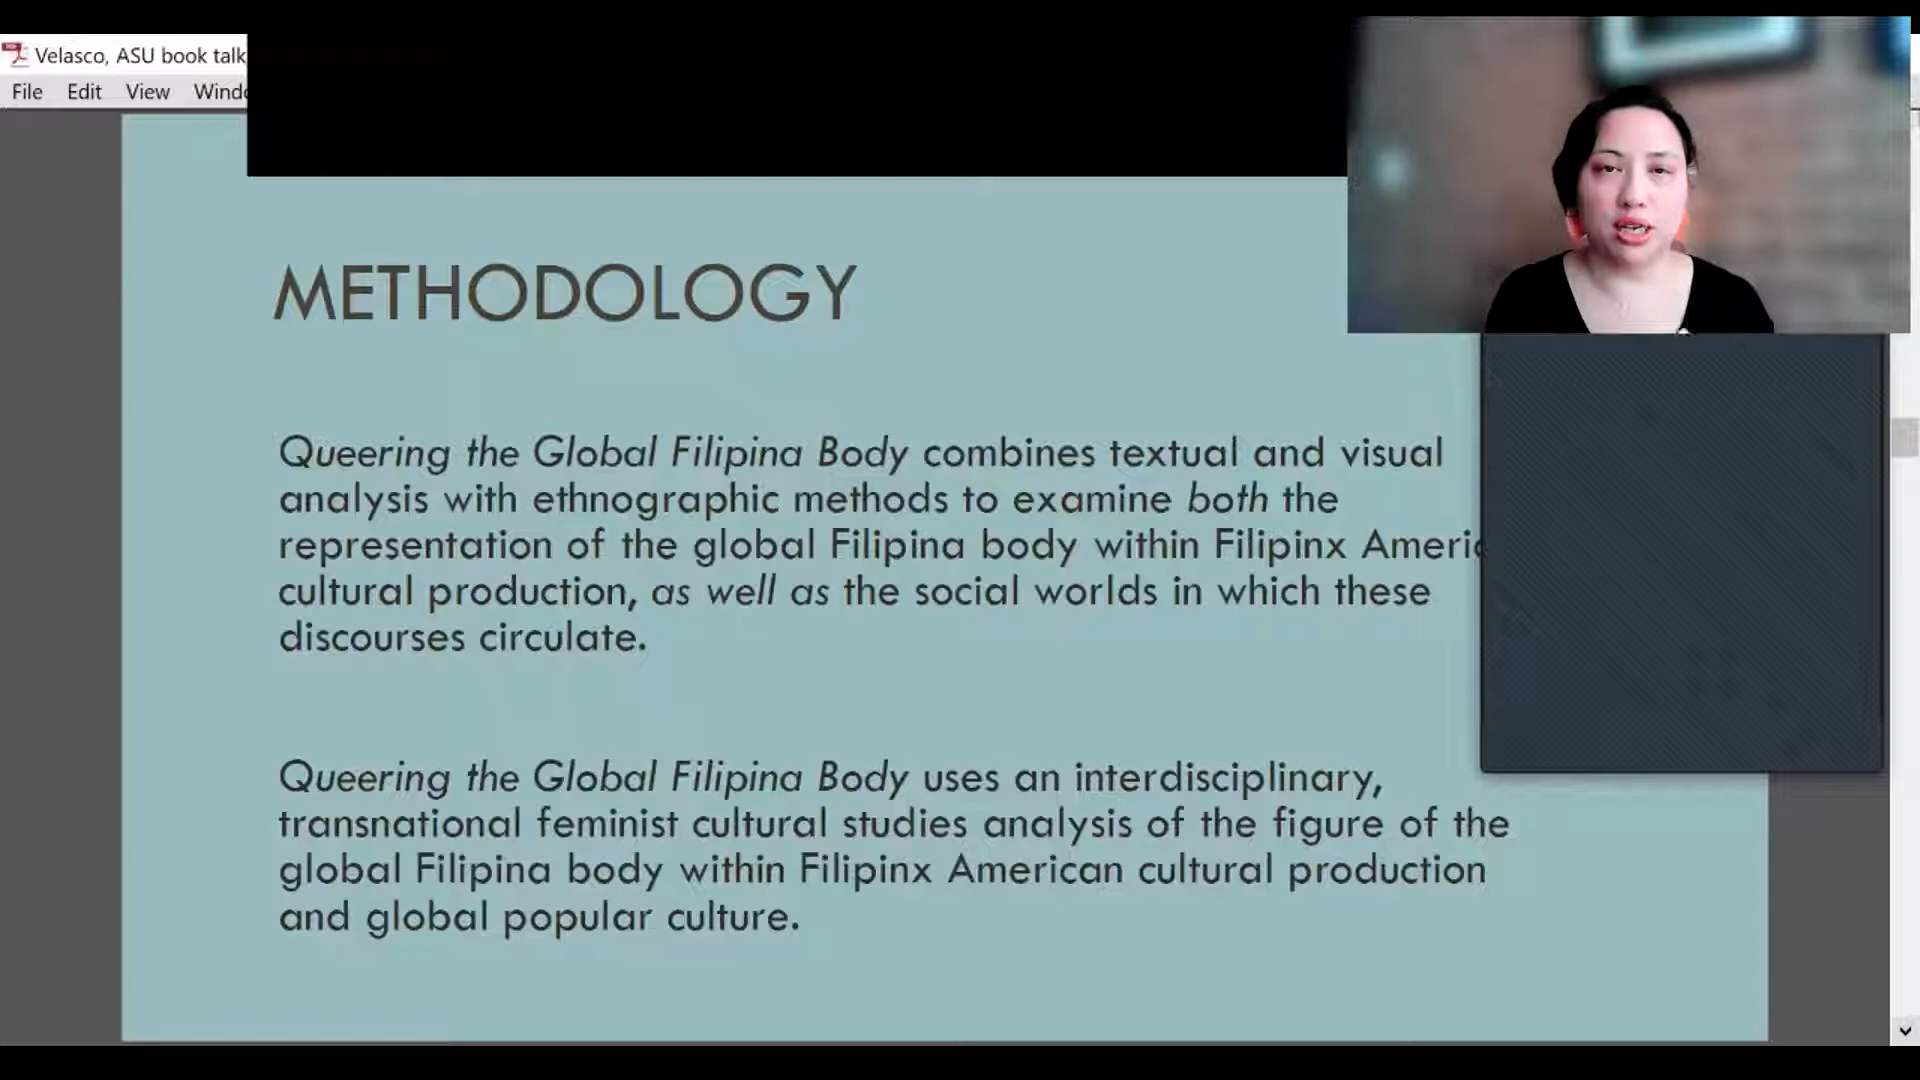 Velasco, ASU book talk
File Edit View
METHODOLOGY
Queering the Global Filipina Body combines textual and visual
analysis with ethnographic methods to examine both the
representation of the global Filipina body within Filipinx
cultural production, as well as the social worlds in which these
discourses circulate.
Queering the Global Filipina Body uses an interdisciplinary,
transnational feminist cultural studies analysis of the figure of the
global Filipina body within Filipinx American cultural production
and global popular culture.